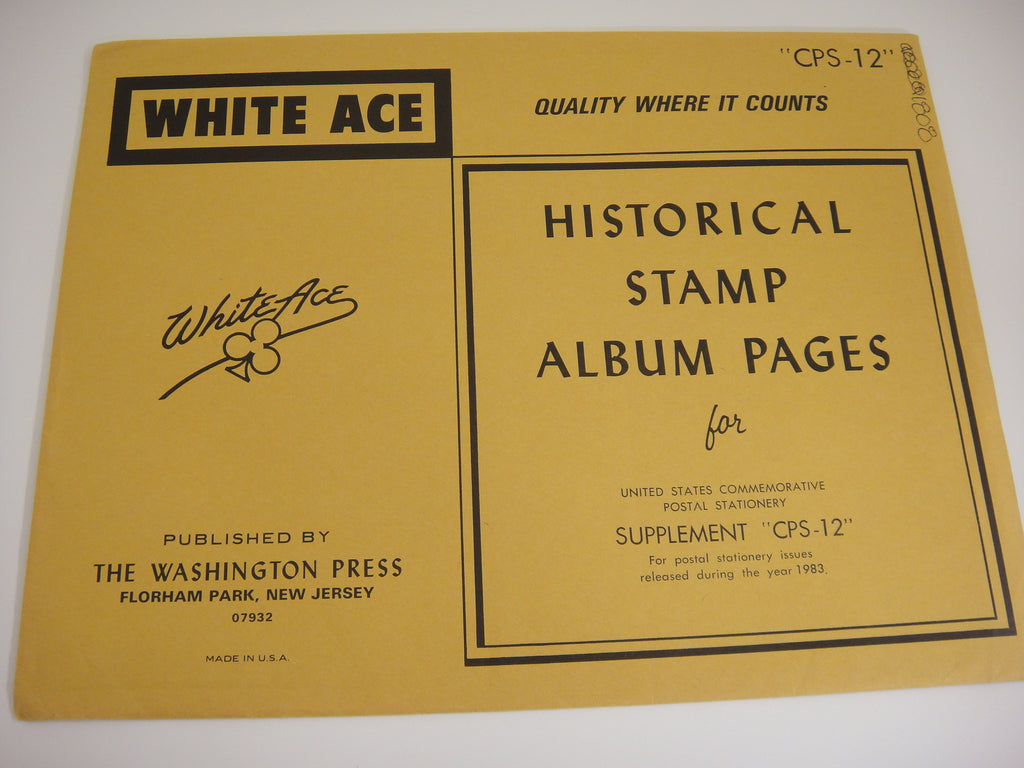 "CPS-12"
WHITE ACE
QUALITY WHERE IT COUNTS
HISTORICAL
STAMP
ALBUM PAGES
for
UNITED STATES COMMEMORATIVE
POSTAL STATIONERY
SUPPLEMENT "CPS-12"
For postal stationery issues
released during the year 1983.
White Ace
PUBLISHED BY
THE WASHINGTON PRESS
FLORHAM PARK, NEW JERSEY
07932
MADE IN U.S.A.